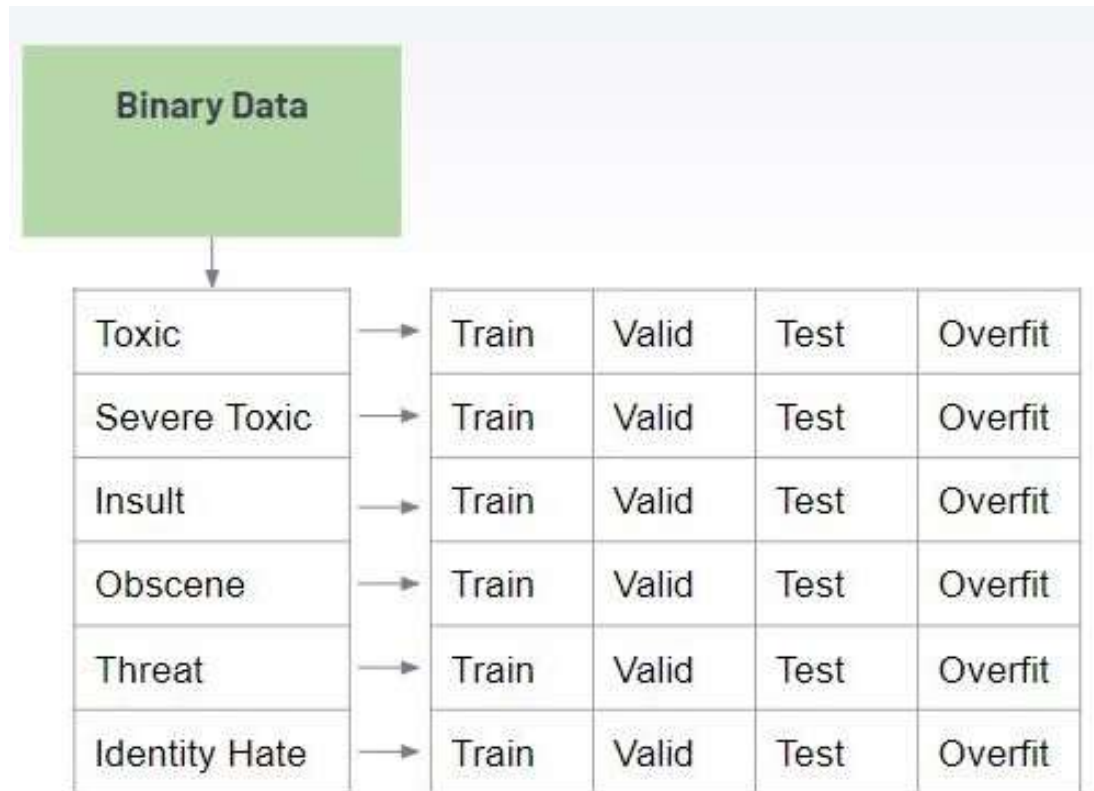 Binary Data
Toxic Train Valid Test Overfit
Severe Toxic Train Valid Test Overfit
Insult Train Valid Test Overfit
Obscene Train Valid Test Overfit
Threat Train Valid Test Overfit
Identity Hate Train Valid Test Overfit